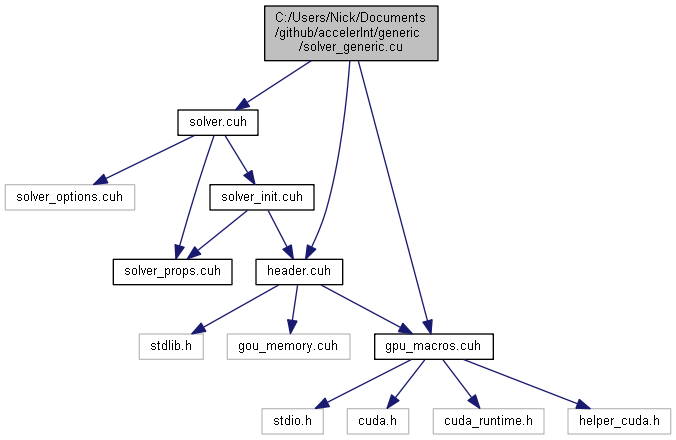 C:/Users/Nick/Documents
/github/accelerInt/generic
/solver_generic.cu
solver.cuh
solver_options.cuh
solver_init.cuh
solver_props.cuh
header.cuh
stdlib.h
gou_memory.cuh
gpu_macros.cuh
stdio.h
cuda.h
cuda_runtime.h
helper_cuda.h